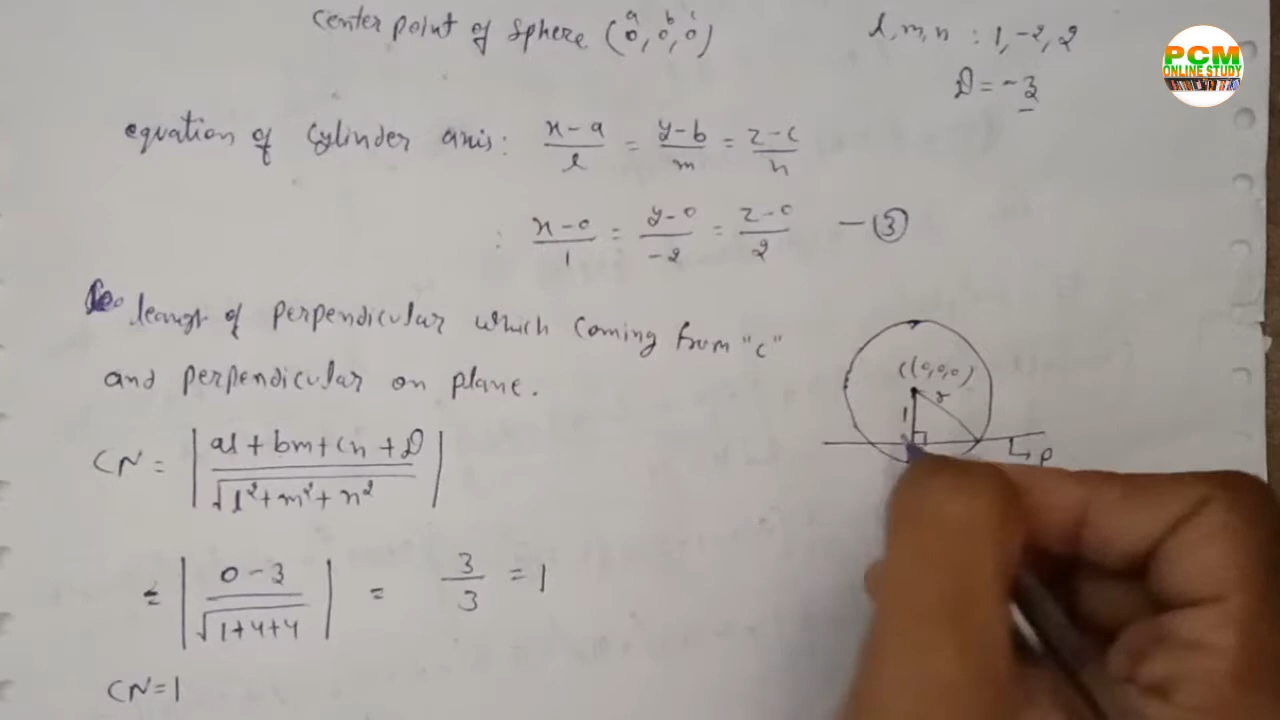 center point of sphere (0, 0, 0)
a b c
l, m, n : 1, -2, 2
D = -3
PCM
ONLINE STUDY
equation of cylinder axis : x-a/l = y-b/m = z-c/n
: x-0/1 = y-0/-2 = z-0/2 — ③
of perpendicular which coming from "c"
and perpendicular on plane.
CN = | al + bm + cn + D / √l²+m²+n² |
= | 0-3 / √1+4+4 | = 3/3 = 1
CN = 1
C(0,0,0)
r
1
P